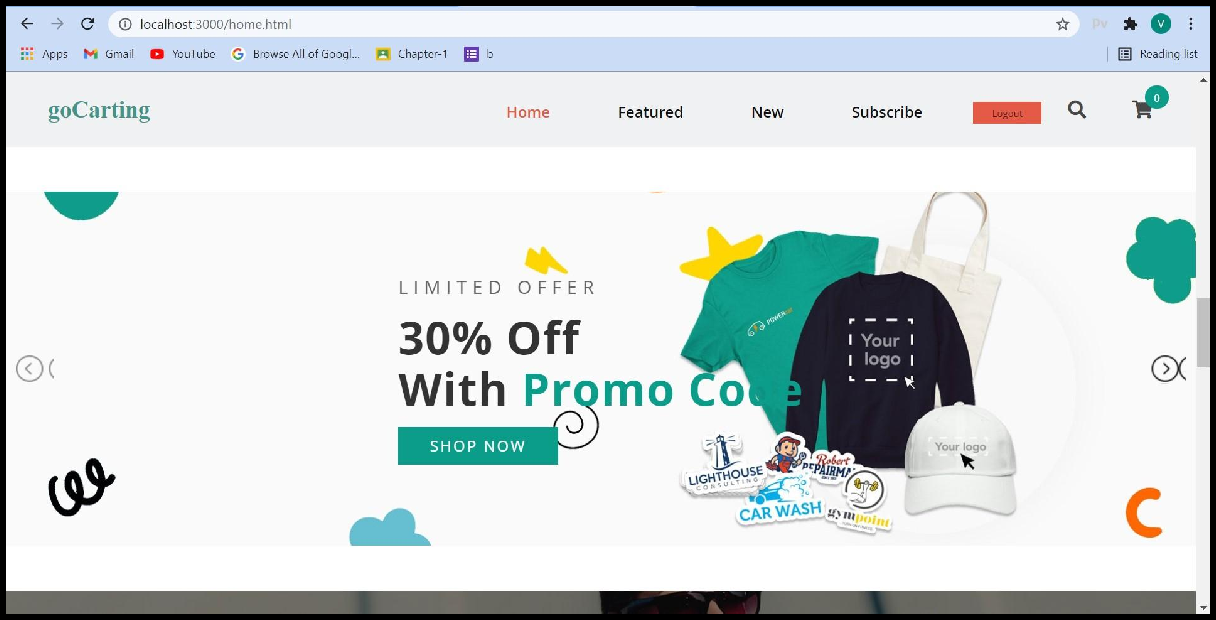 localhost:3000/home.html
V
Apps Gmail YouTube Browse All of Googl... Chapter-1 b Reading list
goCarting Home Featured New Subscribe Logout 0
LIMITED OFFER
30% Off
With Promo Code
SHOP NOW
POWERUP
Your
logo
Your logo
LIGHTHOUSE
CONSULTING
Robert
REPAIRMAN
CAR WASH
gympoint